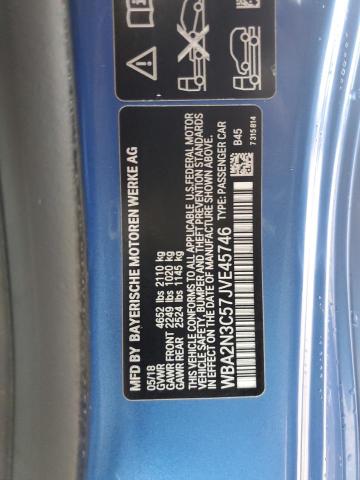 MFD BY BAYERISCHE MOTOREN WERKE AG
05/18
GVWR 4652 lbs 2110 kg
GAWR FRONT 2249 lbs 1020 kg
GAWR REAR 2524 lbs 1145 kg
THIS VEHICLE CONFORMS TO ALL APPLICABLE U.S.FEDERAL MOTOR
VEHICLE SAFETY, BUMPER, AND THEFT PREVENTION STANDARDS
IN EFFECT ON THE DATE OF MANUFACTURE SHOWN ABOVE.
WBA2N3C57JVE45746 TYPE: PASSENGER CAR
B45
7 315 814